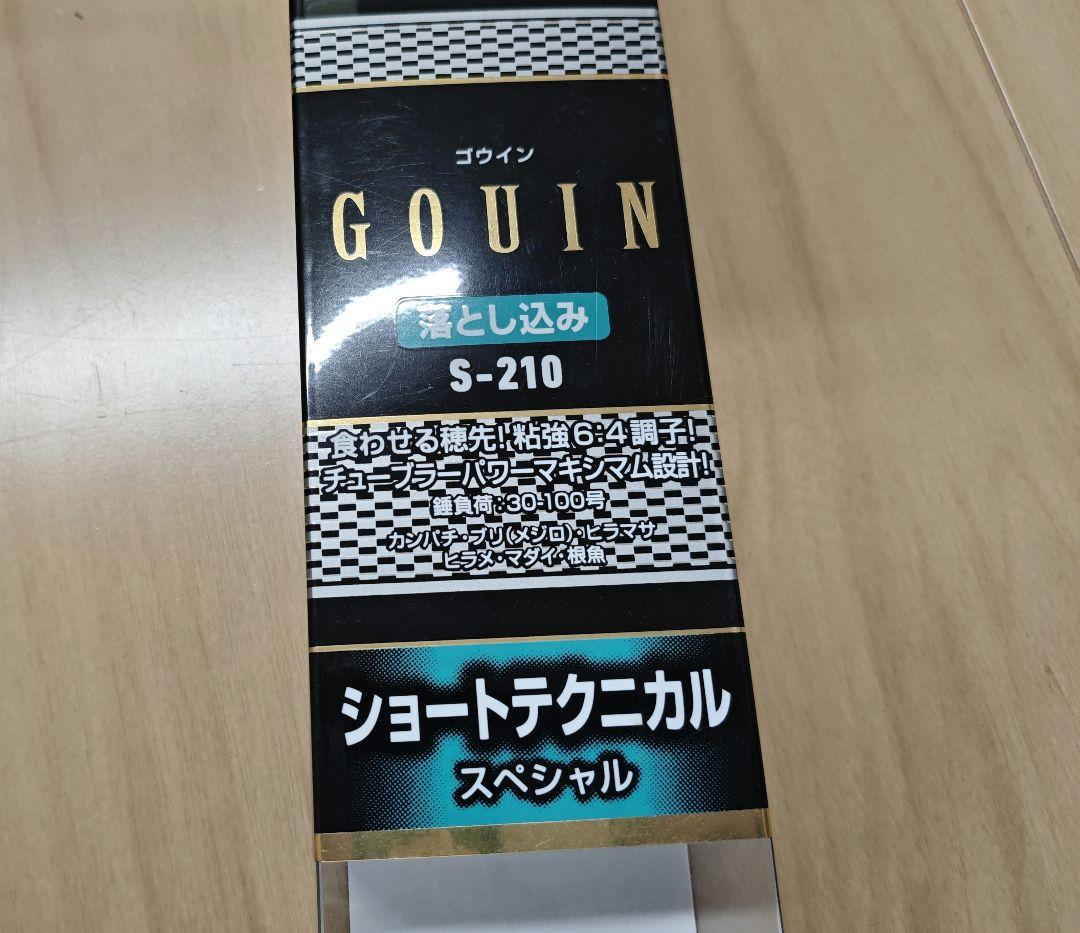 ゴウイン
GOUIN
落とし込み
S-210
食わせる穂先!粘強6:4調子!
チューブラーパワーマキシマム設計!
錘負荷:30-100号
カンパチ・ブリ(メジロ)・ヒラマサ
ヒラメ・マダイ・根魚
ショートテクニカル
スペシャル